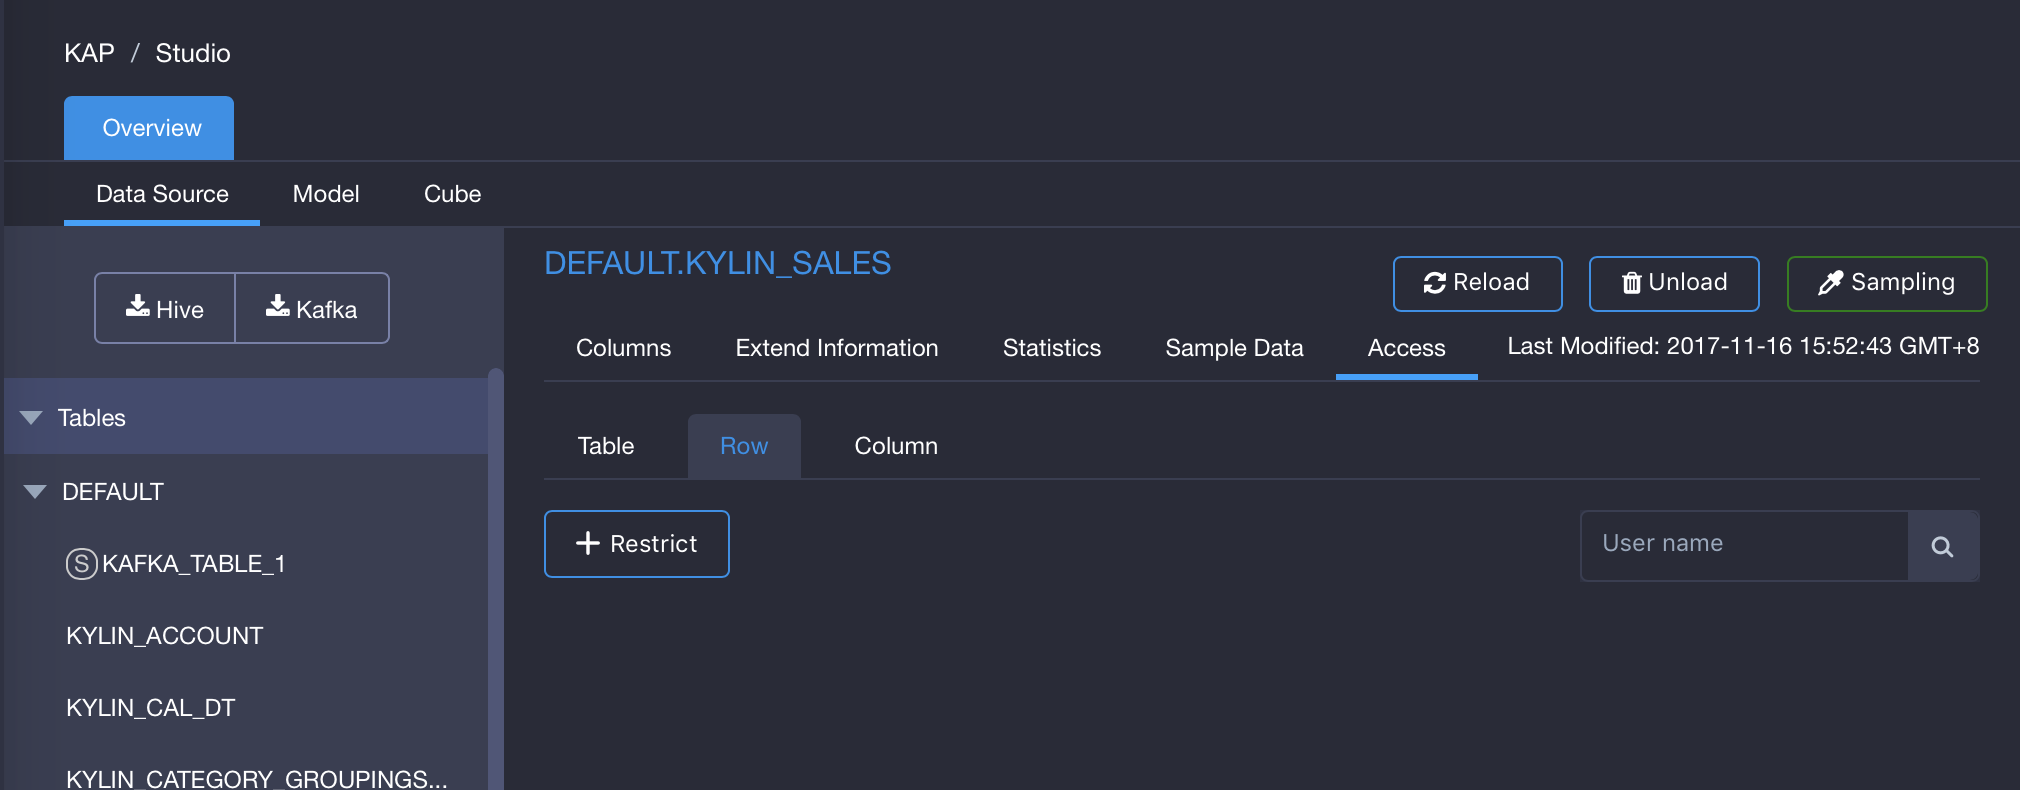 KAP / Studio
Overview
Data Source Model Cube
Hive Kafka
Tables
DEFAULT
S KAFKA_TABLE_1
KYLIN_ACCOUNT
KYLIN_CAL_DT
KYLIN_CATEGORY_GROUPINGS...
DEFAULT.KYLIN_SALES
Reload Unload Sampling
Columns Extend Information Statistics Sample Data Access Last Modified: 2017-11-16 15:52:43 GMT+8
Table Row Column
+ Restrict User name